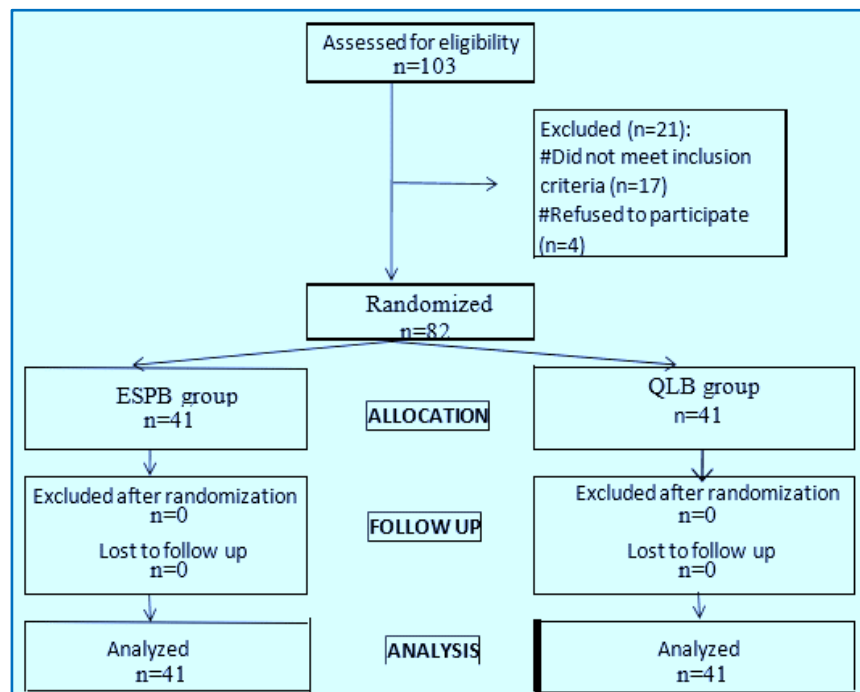 Assessed for eligibility
n=103
Excluded (n=21):
#Did not meet inclusion
criteria (n=17)
#Refused to participate
(n=4)
Randomized
n=82
ESPB group
n=41
ALLOCATION
QLB group
n=41
Excluded after randomization
n=0
Lost to follow up
n=0
FOLLOW UP
Excluded after randomization
n=0
Lost to follow up
n=0
Analyzed
n=41
ANALYSIS
Analyzed
n=41